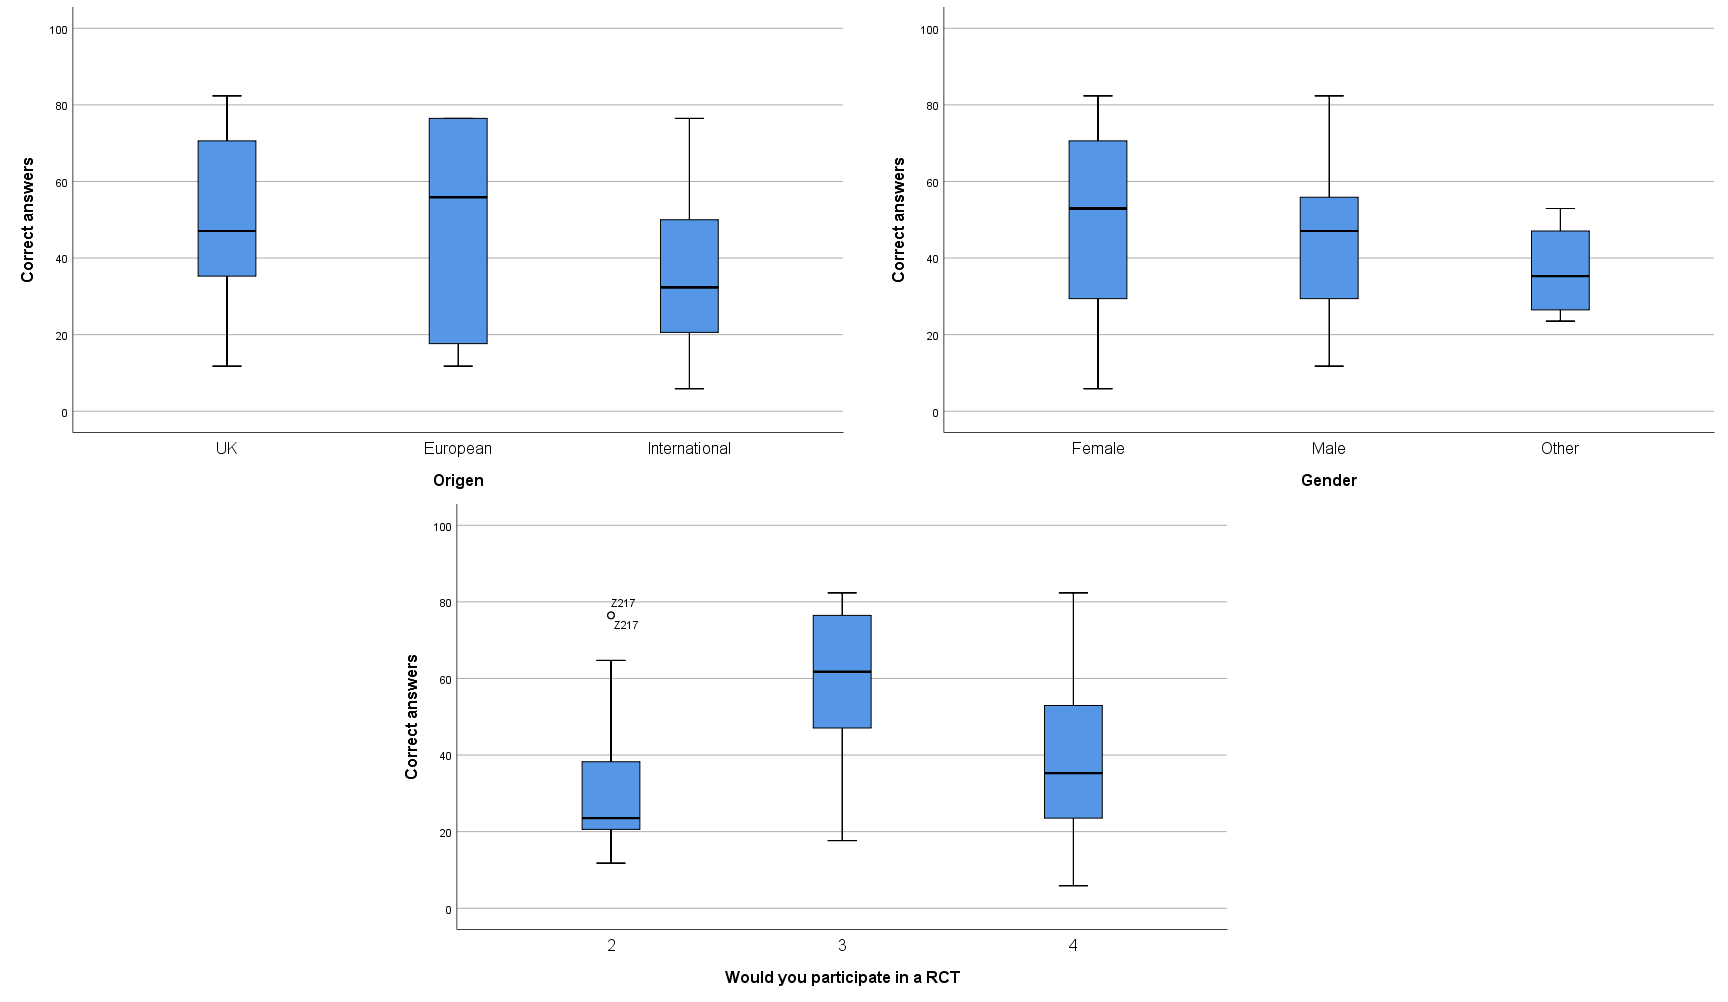 100
80
60
40
20
0
Correct answers
UK European International
Origen
100
80
60
40
20
0
Correct answers
Female Male Other
Gender
100
80
60
40
20
0
Correct answers
Z217
Z217
2 3 4
Would you participate in a RCT